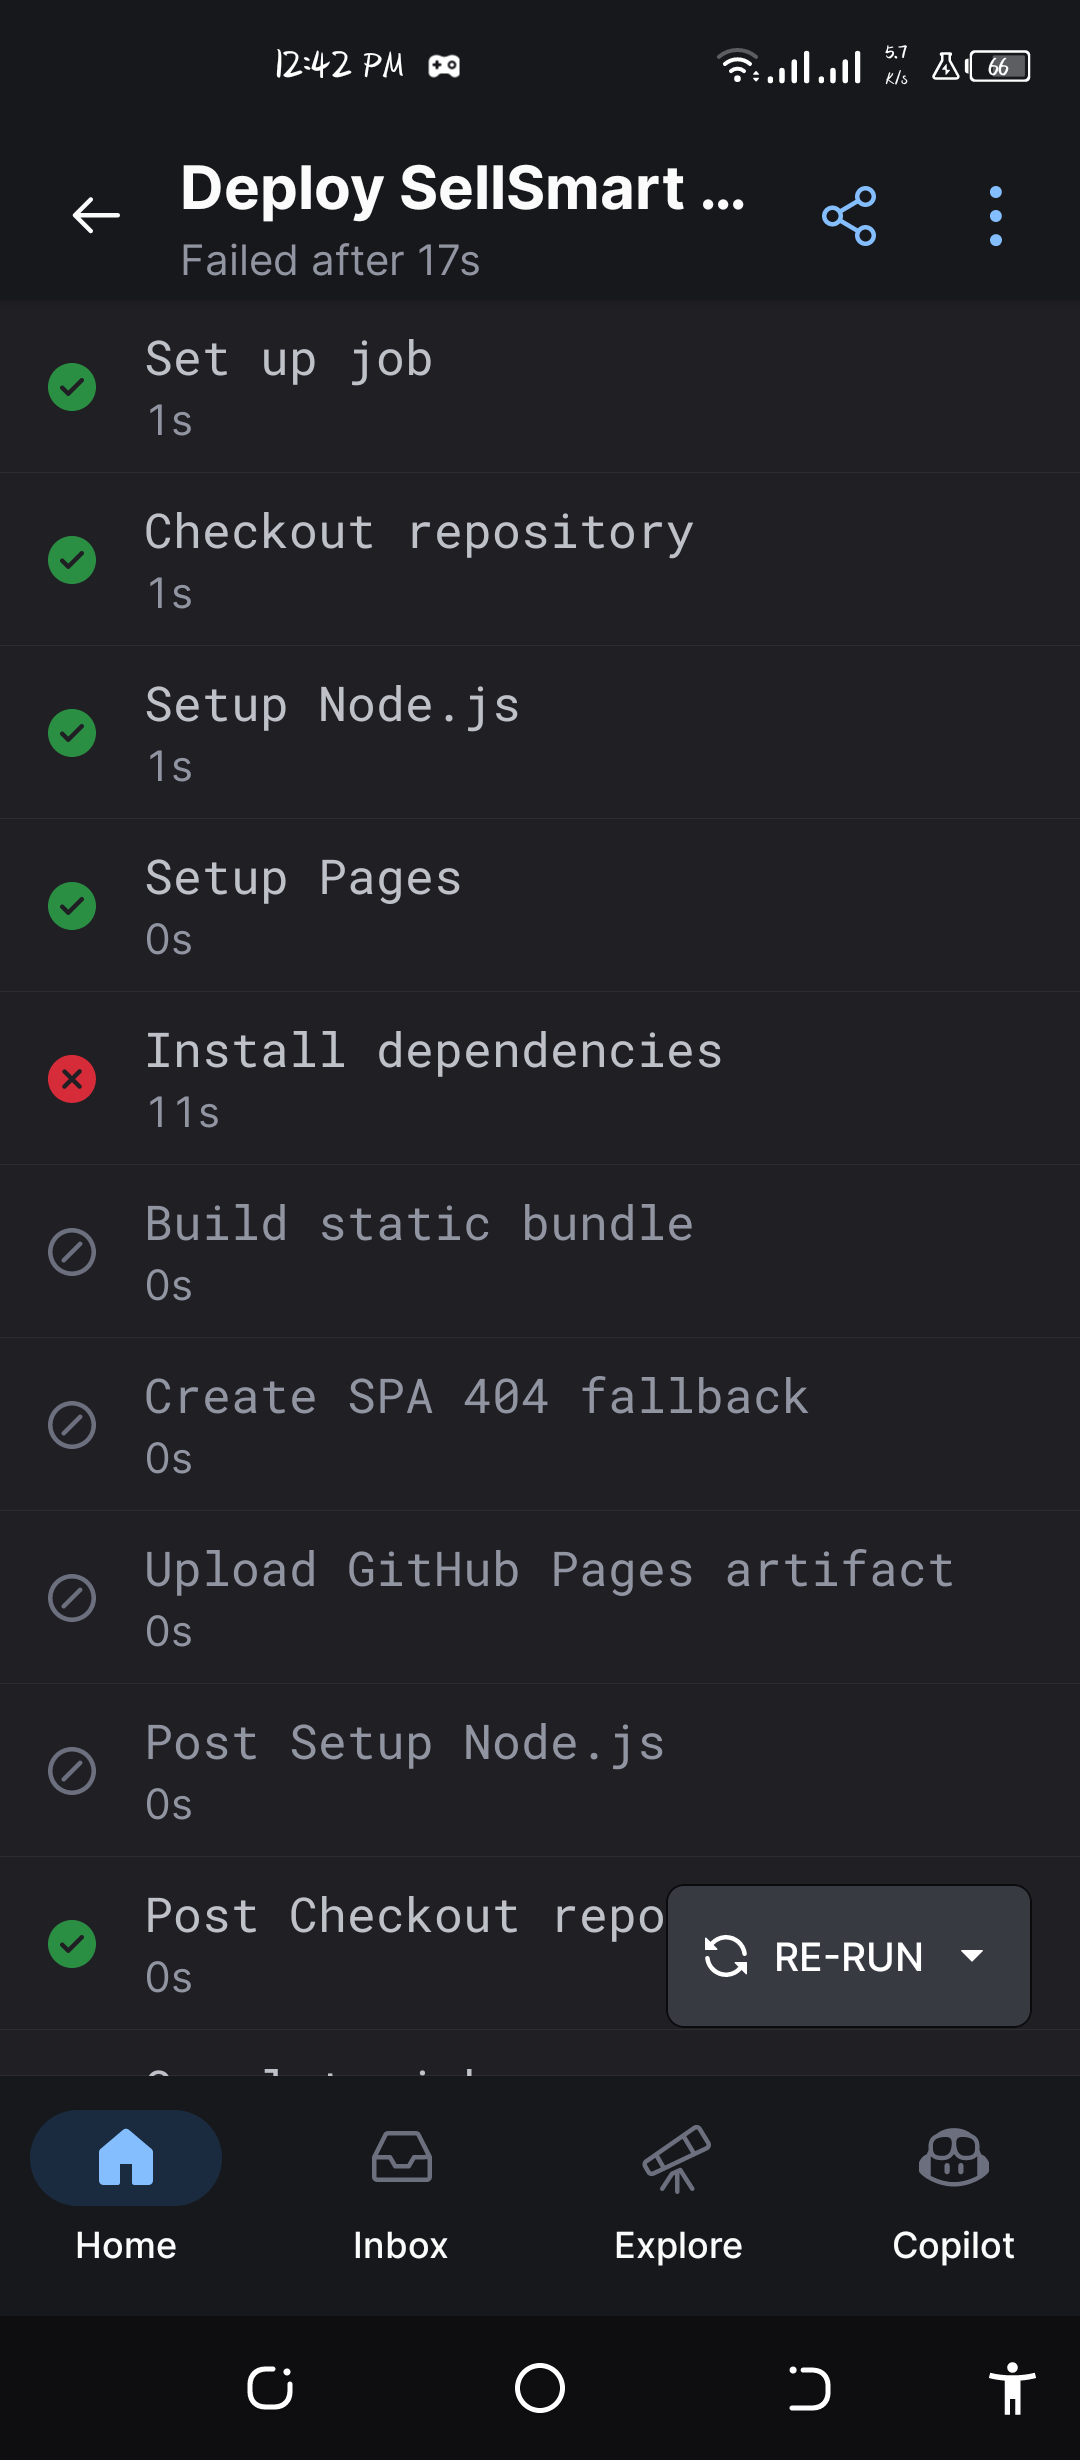 12:42 PM
5.7
K/s
66
Deploy SellSmart ...
Failed after 17s
Set up job
1s
Checkout repository
1s
Setup Node.js
1s
Setup Pages
0s
Install dependencies
11s
Build static bundle
0s
Create SPA 404 fallback
0s
Upload GitHub Pages artifact
0s
Post Setup Node.js
0s
Post Checkout repo
0s
RE-RUN
Home
Inbox
Explore
Copilot